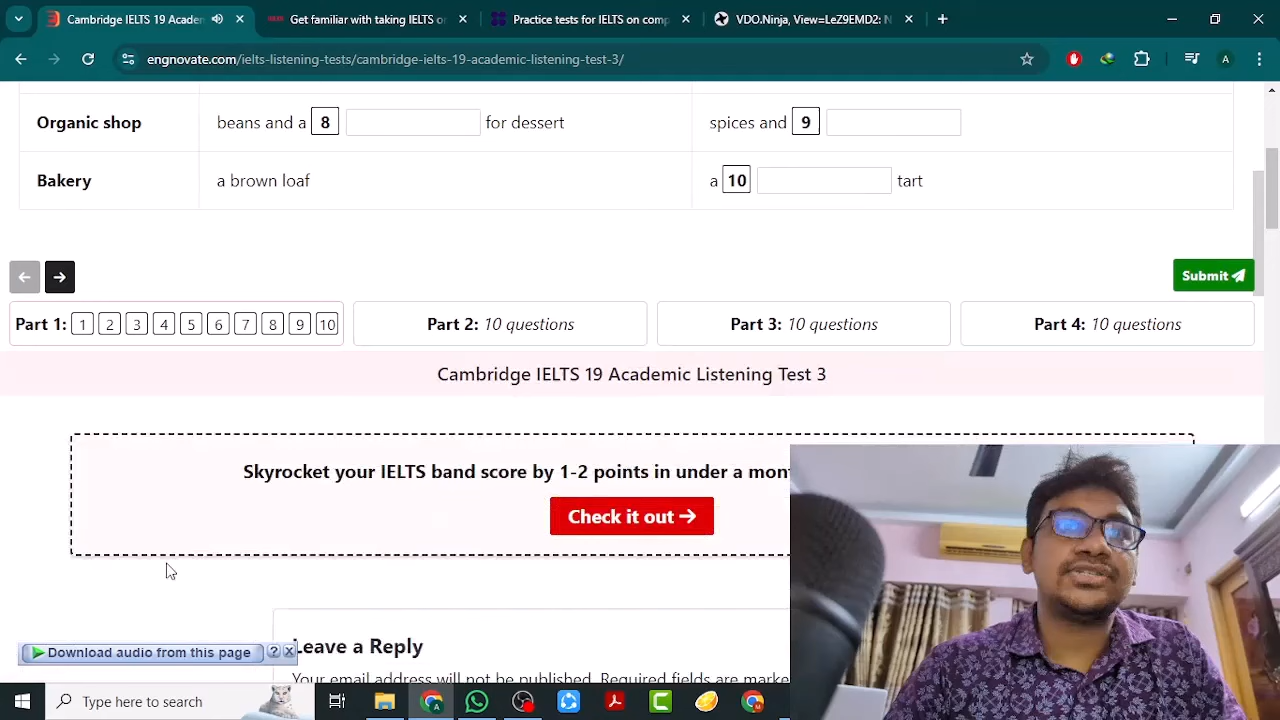 Cambridge IELTS 19 Acaden
Get familiar with taking IELTS o
Practice tests for IELTS on comp
VDO.Ninja, View=LeZ9EMD2: N
engnovate.com/ielts-listening-tests/cambridge-ielts-19-academic-listening-test-3/
A
Organic shop beans and a 8 for dessert spices and 9
Bakery a brown loaf a 10 tart
Submit
Part 1: 1 2 3 4 5 6 7 8 9 10 Part 2: 10 questions Part 3: 10 questions Part 4: 10 questions
Cambridge IELTS 19 Academic Listening Test 3
Skyrocket your IELTS band score by 1-2 points in under a mon
Check it out
Leave a Reply
Download audio from this page ?
Your email address will not be published. Required fields are marke
Type here to search